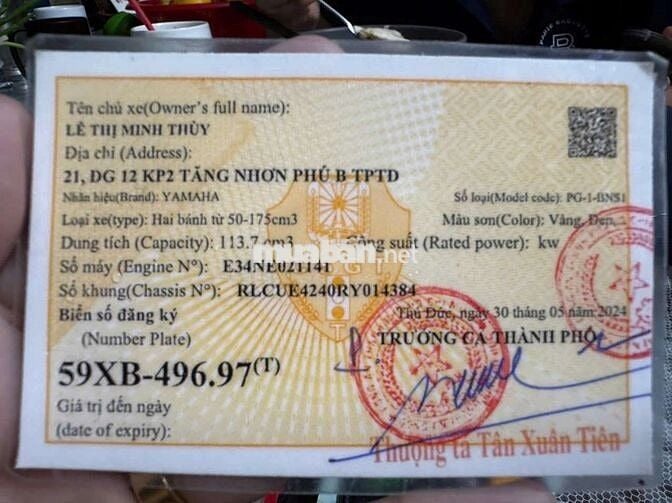 Tên chủ xe(Owner's full name):
LÊ THỊ MINH THÙY
Địa chỉ (Address):
21, ĐG 12 KP2 TĂNG NHƠN PHÚ B TPTĐ
Nhãn hiệu(Brand): YAMAHA Số loại(Model code): PG-1-BNS1
Loại xe(type): Hai bánh từ 50-175cm3 Màu sơn(Color): Vàng, Đen
Dung tích (Capacity): 113.7 cm3 Công suất (Rated power): kw
muaban.net
Số máy (Engine N°): E34NE021141
Số khung(Chassis N°): RLCUE4240RY014384
Biển số đăng ký Thủ Đức, ngày 30 tháng 05 năm 2024
(Number Plate) TRƯỞNG CA THÀNH PHỐ
59XB-496.97(T)
Giá trị đến ngày
(date of expiry):
Thượng tá Tân Xuân Tiên